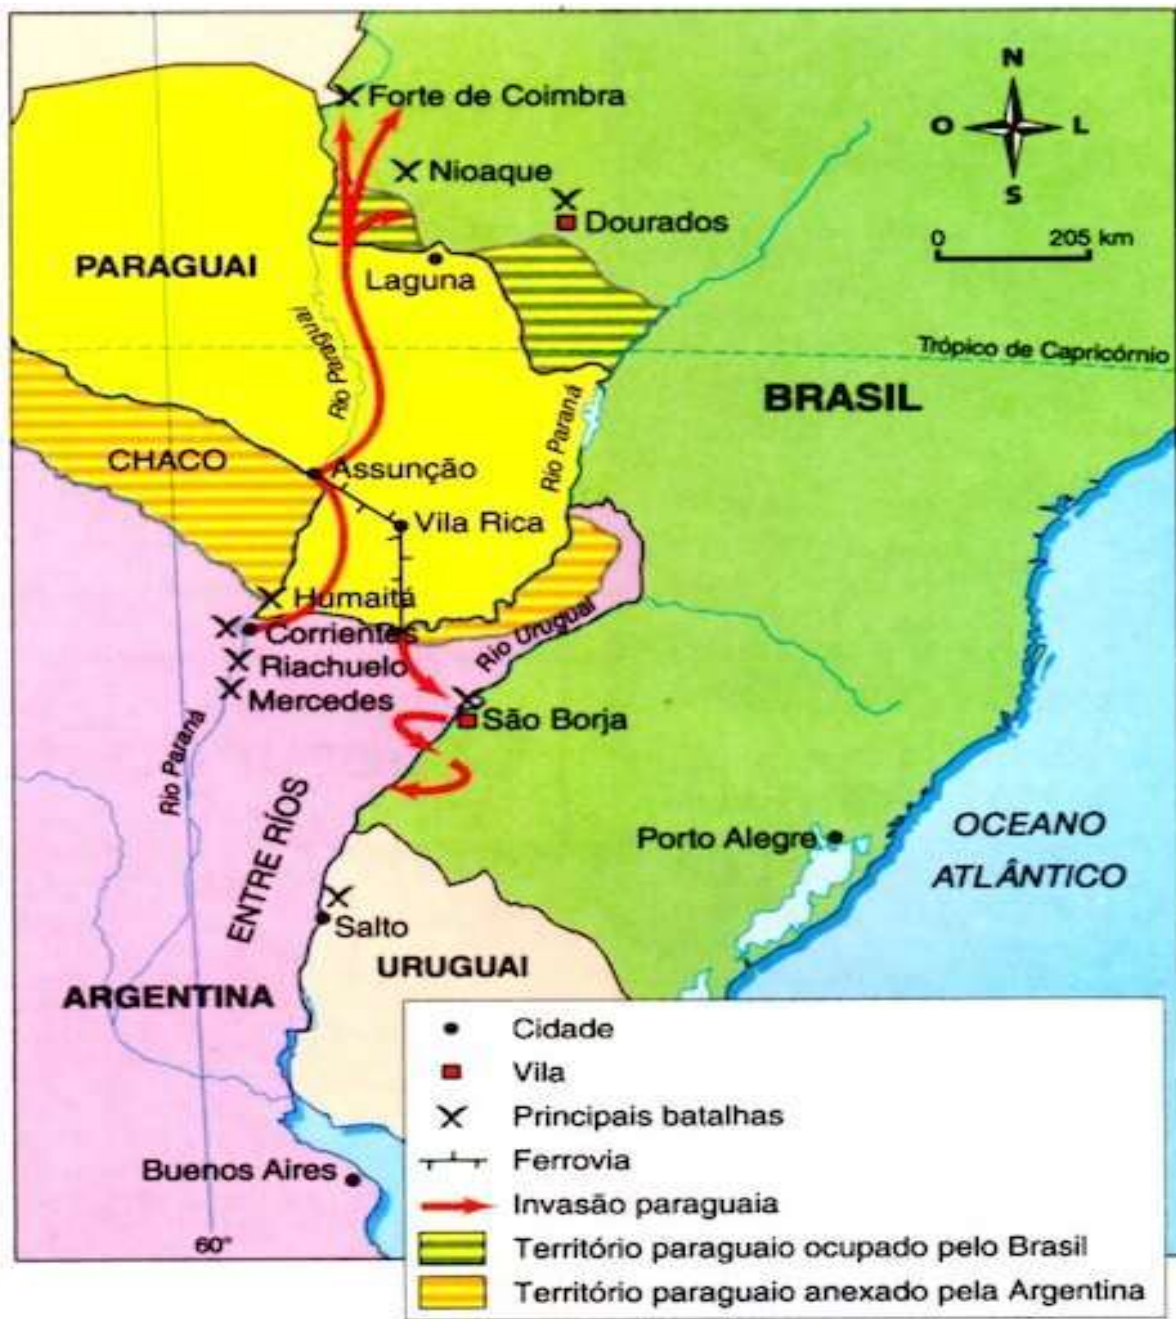 Forte de Coimbra
N
O
L
S
Nioaque
Dourados
0
205 km
PARAGUAI
Laguna
Rio Paraguai
Trópico de Capricórnio
BRASIL
Rio Paraná
CHACO
Assunção
Vila Rica
Humaitá
Corrientes
Rio Uruguai
Riachuelo
Mercedes
São Borja
Rio Paraná
ENTRE RÍOS
Porto Alegre
OCEANO
ATLÂNTICO
Salto
URUGUAI
ARGENTINA
Buenos Aires
60°
Cidade
Vila
Principais batalhas
Ferrovia
Invasão paraguaia
Território paraguaio ocupado pelo Brasil
Território paraguaio anexado pela Argentina